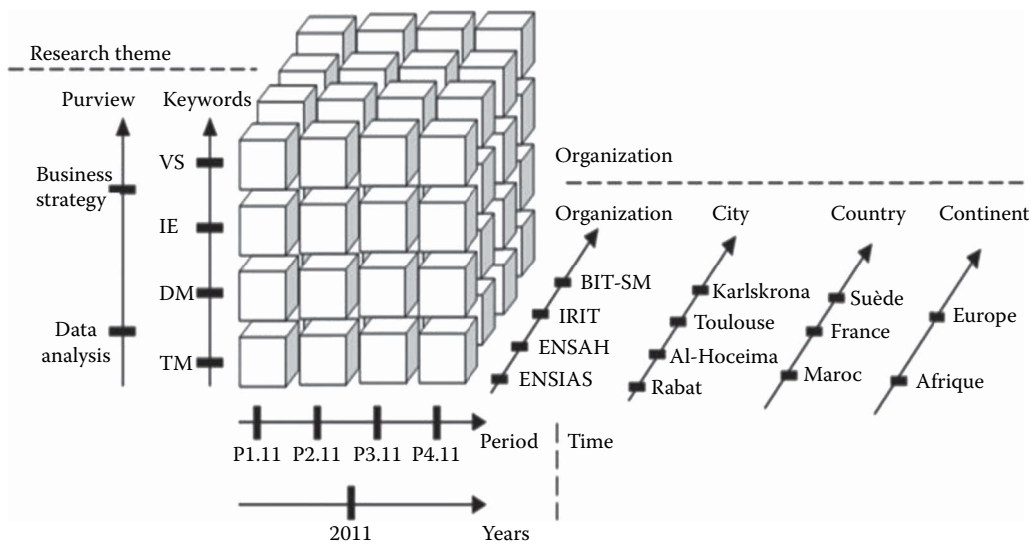 Research theme
Purview
Keywords
VS
Business
strategy
IE
DM
Data
analysis
TM
Organization
Organization
City
Country
Continent
BIT-SM
IRIT
ENSAH
ENSIAS
Karlskrona
Toulouse
Al-Hoceima
Rabat
Suède
France
Maroc
Europe
Afrique
P1.11 P2.11 P3.11 P4.11
Period
Time
2011
Years